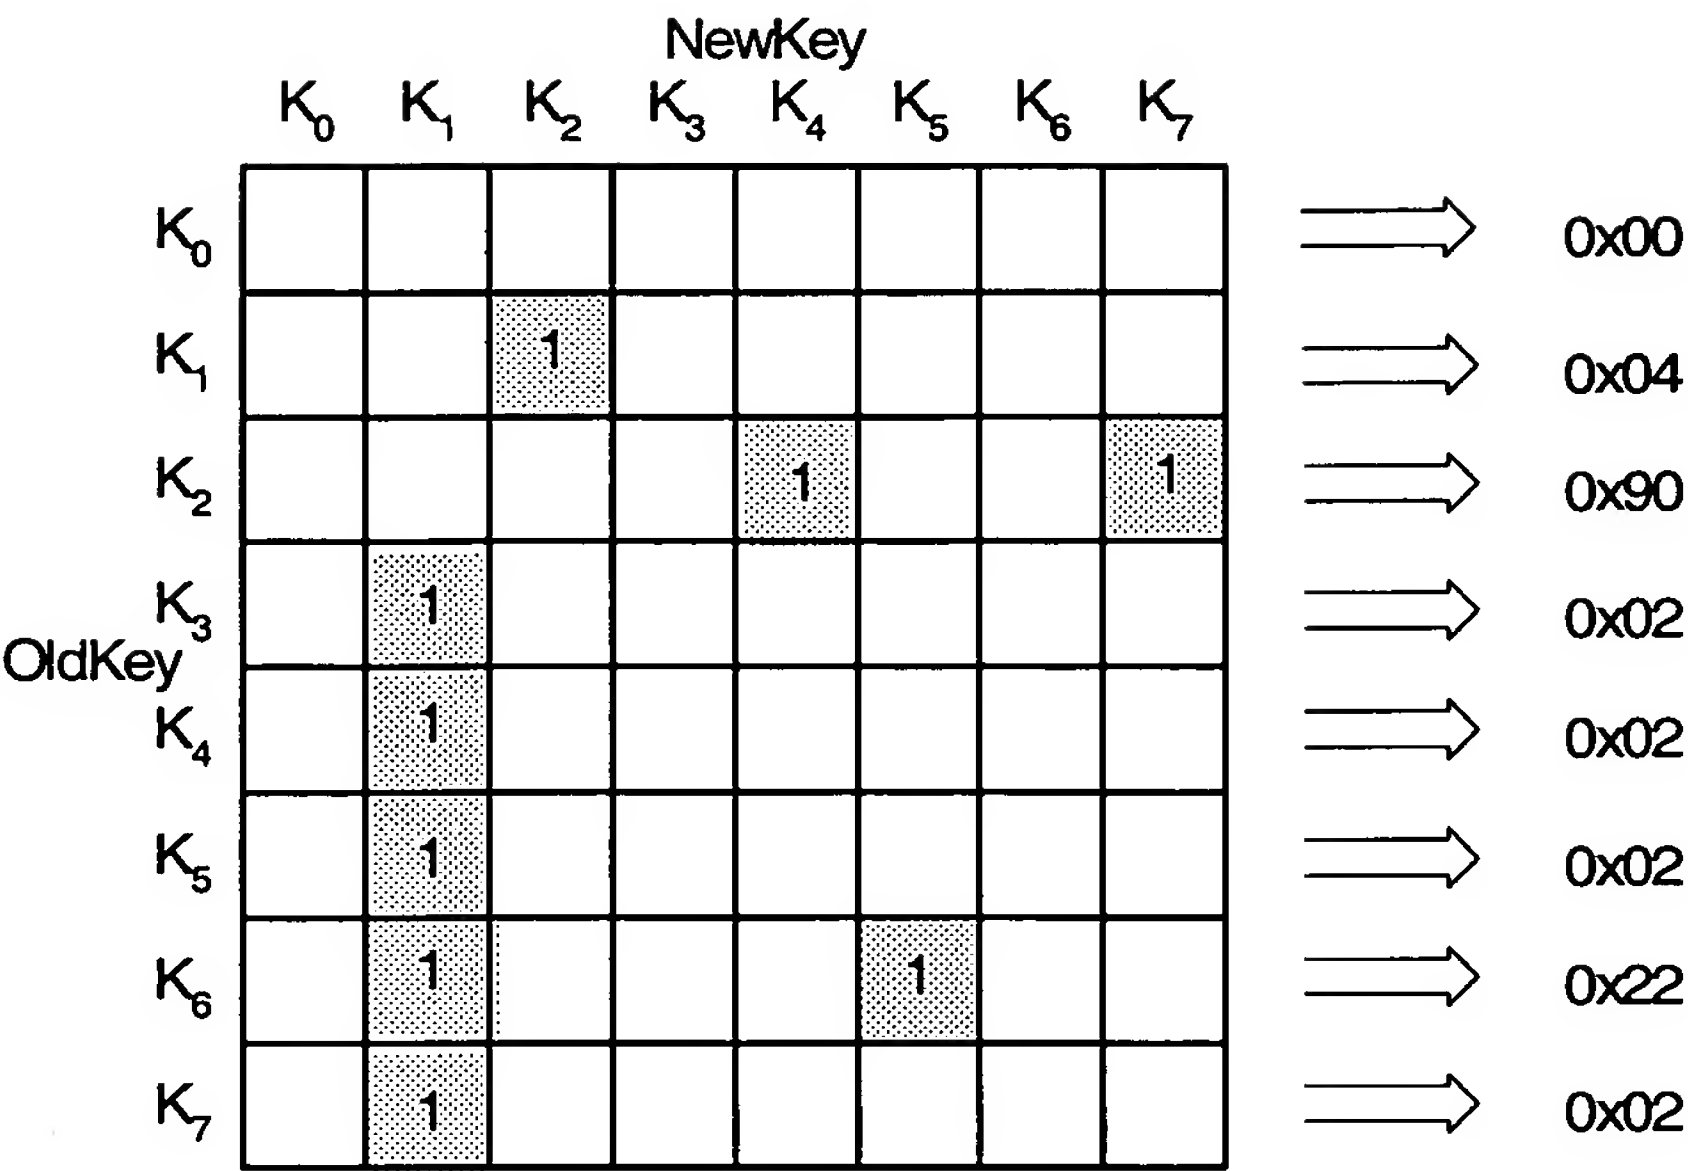 NewKey
K0 K1 K2 K3 K4 K5 K6 K7
K0 0x00
K1 1 0x04
K2 1 1 0x90
K3 1 0x02
OldKey
K4 1 0x02
K5 1 0x02
K6 1 1 0x22
K7 1 0x02